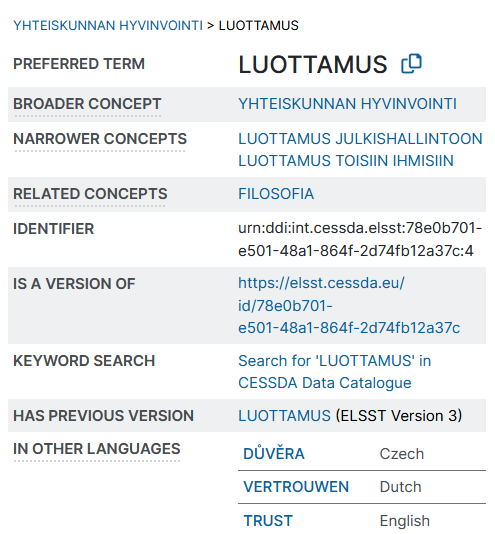 YHTEISKUNNAN HYVINVOINTI > LUOTTAMUS
PREFERRED TERM LUOTTAMUS
BROADER CONCEPT YHTEISKUNNAN HYVINVOINTI
NARROWER CONCEPTS LUOTTAMUS JULKISHALLINTOON
LUOTTAMUS TOISIIN IHMISIIN
RELATED CONCEPTS FILOSOFIA
IDENTIFIER urn:ddi:int.cessda.elsst:78e0b701-
e501-48a1-864f-2d74fb12a37c:4
IS A VERSION OF https://elsst.cessda.eu/
id/78e0b701-
e501-48a1-864f-2d74fb12a37c
KEYWORD SEARCH Search for 'LUOTTAMUS' in
CESSDA Data Catalogue
HAS PREVIOUS VERSION LUOTTAMUS (ELSST Version 3)
IN OTHER LANGUAGES DŮVĚRA Czech
VERTROUWEN Dutch
TRUST English